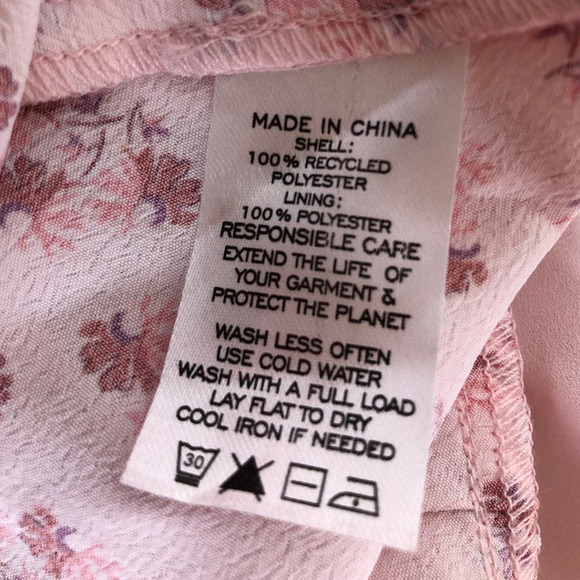 MADE IN CHINA
SHELL:
100% RECYCLED
POLYESTER
LINING:
100% POLYESTER
RESPONSIBLE CARE
EXTEND THE LIFE OF
YOUR GARMENT &
PROTECT THE PLANET
WASH LESS OFTEN
USE COLD WATER
WASH WITH A FULL LOAD
LAY FLAT TO DRY
COOL IRON IF NEEDED
30